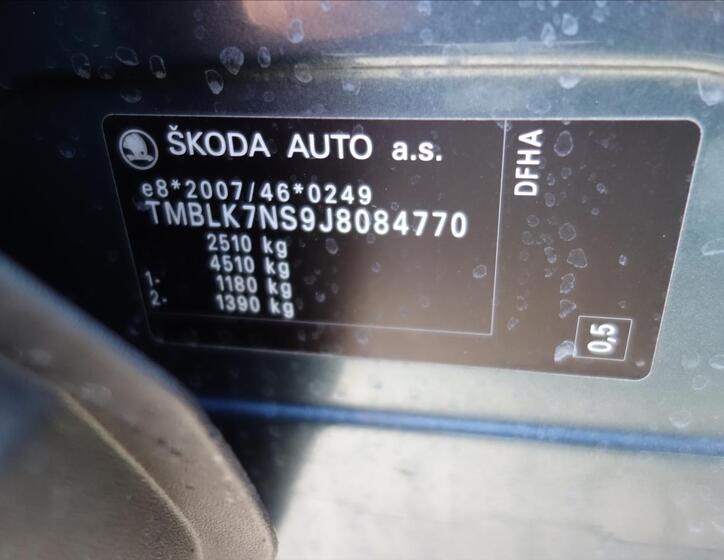 ŠKODA AUTO a.s.
e8*2007/46*0249
TMBLK7NS9J8084770
2510 kg
4510 kg
1- 1180 kg
2- 1390 kg
DFHA
0,5